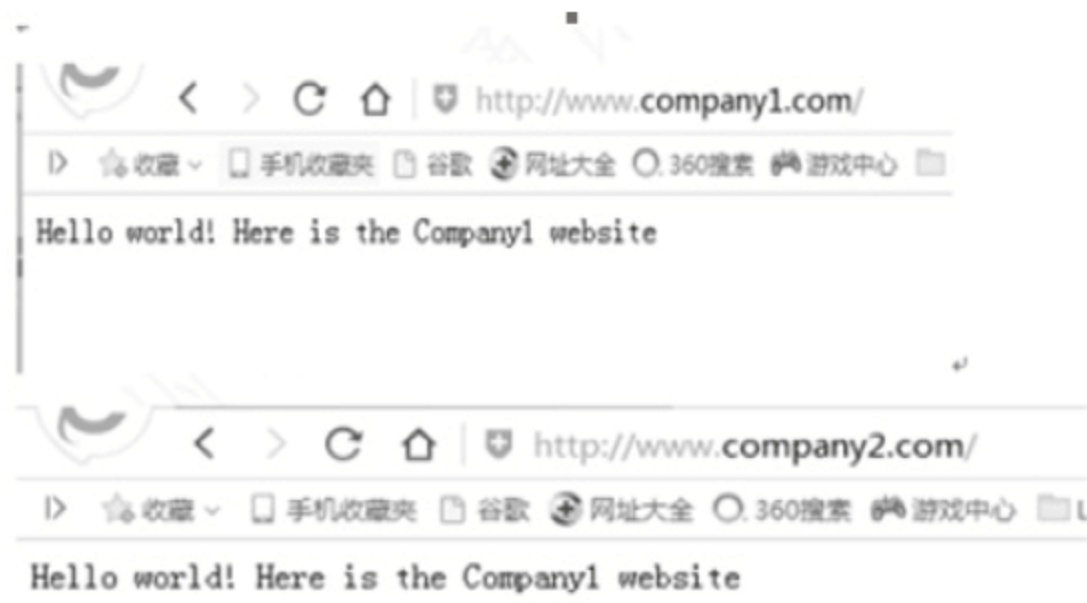 http://www.company1.com/
收藏 手机收藏夹 谷歌 网址大全 360搜索 游戏中心
Hello world! Here is the Company1 website
http://www.company2.com/
收藏 手机收藏夹 谷歌 网址大全 360搜索 游戏中心 L
Hello world! Here is the Company1 website